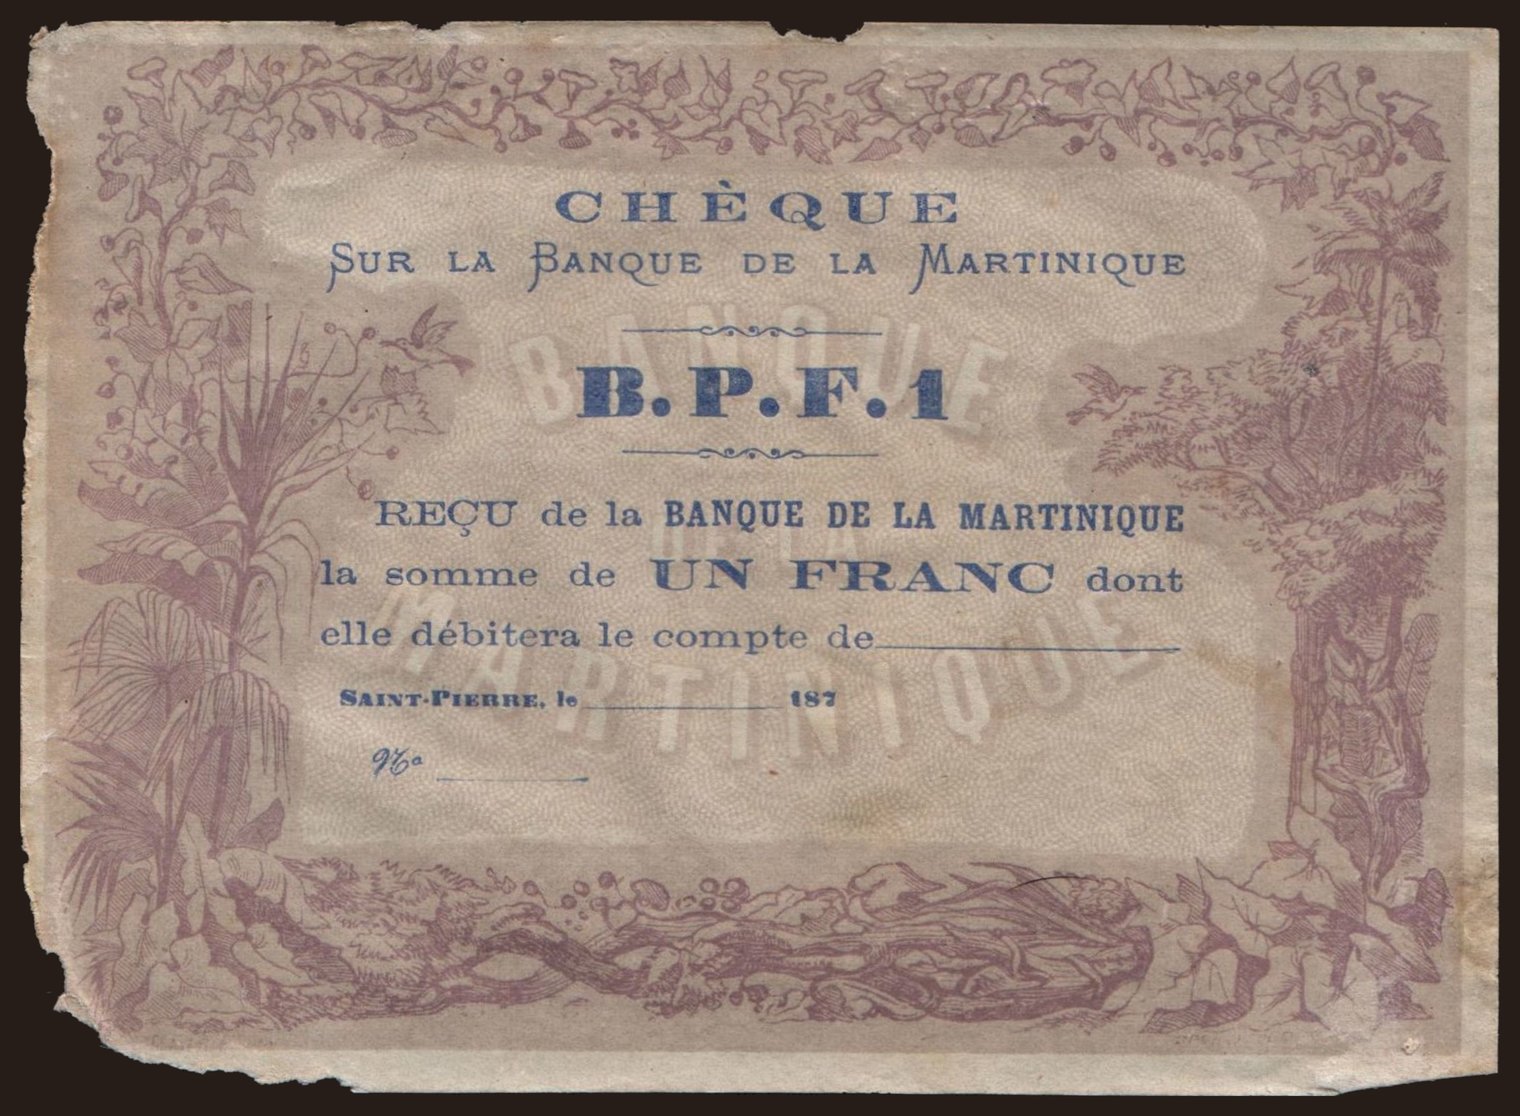 CHÈQUE
SUR LA BANQUE DE LA MARTINIQUE
BANQUE
B.P.F.1
REÇU de la BANQUE DE LA MARTINIQUE
DE LA
la somme de UN FRANC dont
elle débitera le compte de
MARTINIQUE
SAINT-PIERRE, le 187
No